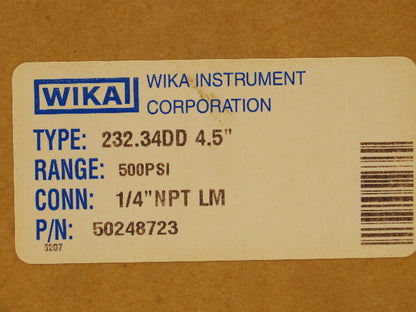 WIKA
WIKA INSTRUMENT
CORPORATION
TYPE: 232.34DD 4.5"
RANGE: 500PSI
CONN: 1/4"NPT LM
P/N: 50248723
5207